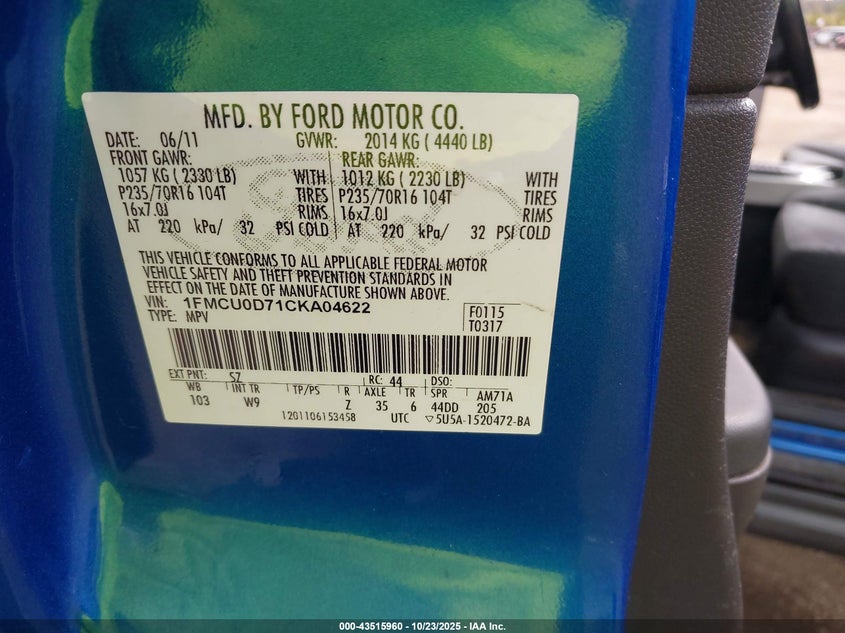 MFD. BY FORD MOTOR CO.
DATE: 06/11 GVWR: 2014 KG ( 4440 LB)
FRONT GAWR: REAR GAWR:
1057 KG ( 2330 LB) WITH 1012 KG ( 2230 LB) WITH
P235/70R16 104T TIRES P235/70R16 104T TIRES
16x7.0J RIMS 16x7.0J RIMS
AT 220 kPa/ 32 PSI COLD AT 220 kPa/ 32 PSI COLD
THIS VEHICLE CONFORMS TO ALL APPLICABLE FEDERAL MOTOR
VEHICLE SAFETY AND THEFT PREVENTION STANDARDS IN
EFFECT ON THE DATE OF MANUFACTURE SHOWN ABOVE.
VIN: 1FMCU0D71CKA04622
TYPE: MPV
F0115
T0317
EXT PNT: SZ RC: 44 DSO:
WB INT TR TP/PS R AXLE TR SPR AM71A
103 W9 Z 35 6 44DD 205
1201106153458 UTC ▽5U5A-1520472-BA
000-43515960 - 10/23/2025 - IAA Inc.